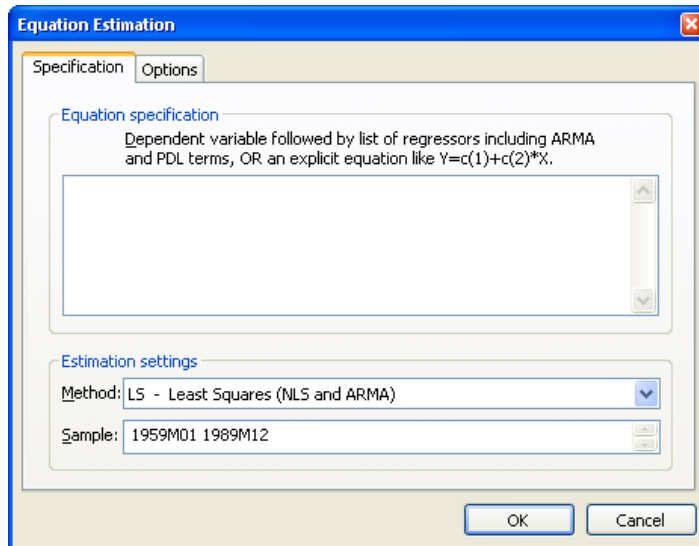 Equation Estimation
Specification
Options
Equation specification
Dependent variable followed by list of regressors including ARMA
and PDL terms, OR an explicit equation like Y=c(1)+c(2)*X.
Estimation settings
Method: LS - Least Squares (NLS and ARMA)
Sample: 1959M01 1989M12
OK
Cancel